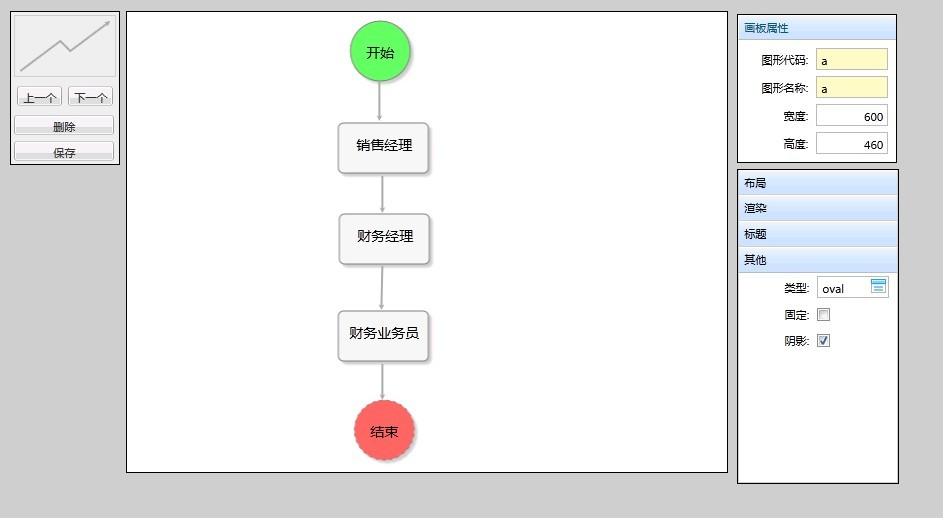 上一个 下一个
删除
保存
开始
销售经理
财务经理
财务业务员
结束
画板属性
图形代码: a
图形名称: a
宽度: 600
高度: 460
布局
渲染
标题
其他
类型: oval
固定:
阴影: